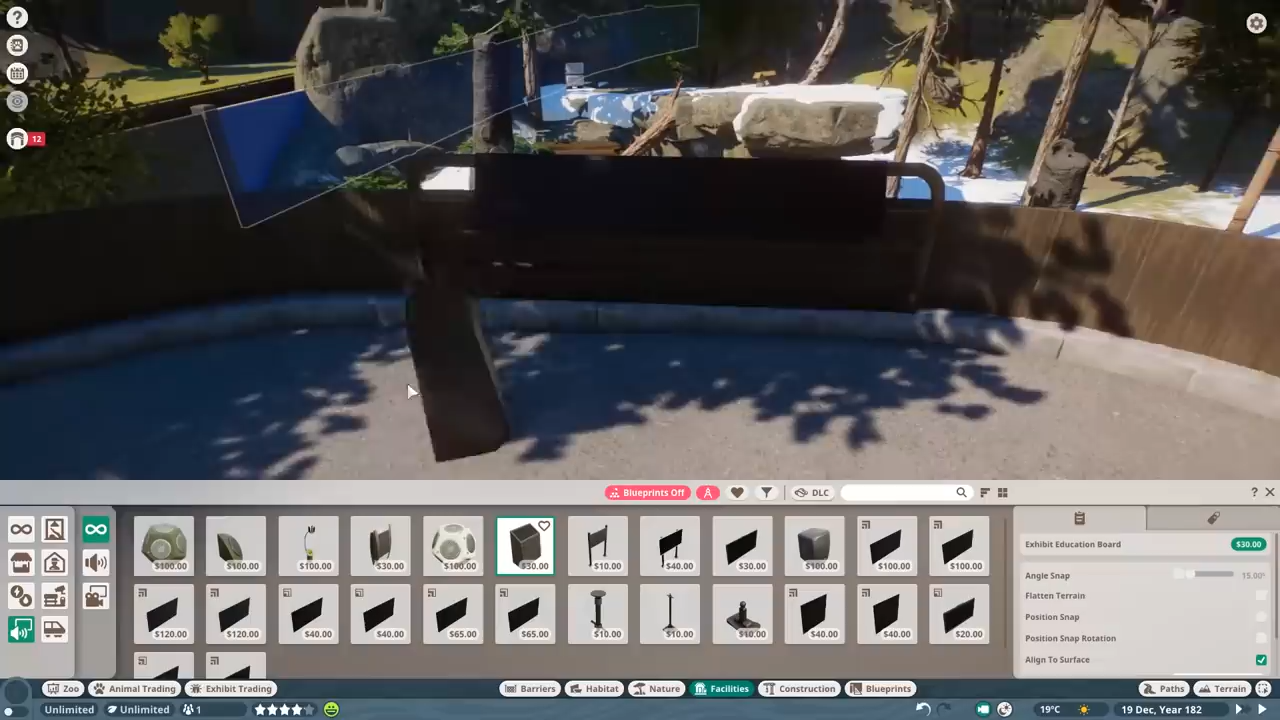 ?
12
Blueprints Off
DLC
? ×
$100.00 $100.00 $100.00 $30.00 $100.00 $30.00 $10.00 $40.00 $30.00 $100.00 $100.00 $100.00
$120.00 $120.00 $40.00 $40.00 $65.00 $65.00 $10.00 $10.00 $10.00 $40.00 $40.00 $20.00
Exhibit Education Board $30.00
Angle Snap 15.00°
Flatten Terrain
Position Snap
Position Snap Rotation
Align To Surface
Zoo Animal Trading Exhibit Trading Barriers Habitat Nature Facilities Construction Blueprints Paths Terrain
Unlimited Unlimited 1 19°C 19 Dec, Year 182